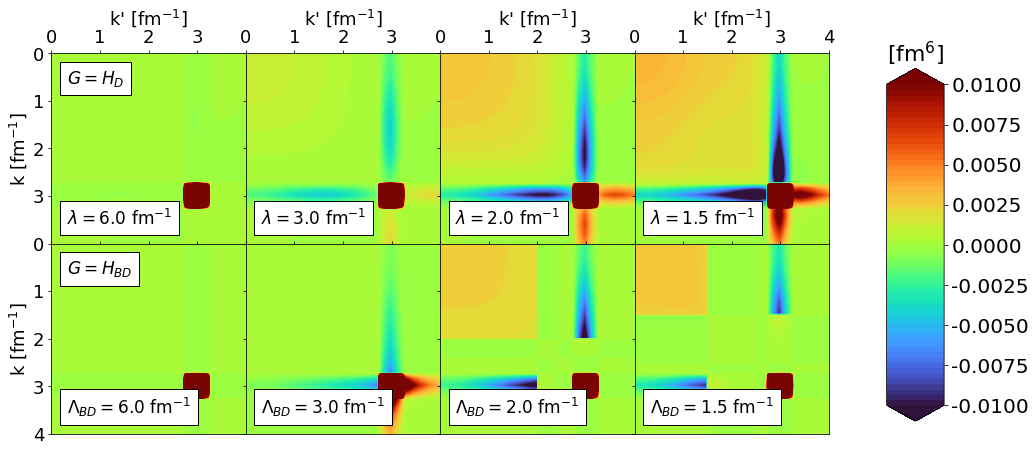 k' [fm⁻¹] k' [fm⁻¹] k' [fm⁻¹] k' [fm⁻¹]
0 1 2 3 0 1 2 3 0 1 2 3 0 1 2 3 4
[fm⁶]
k [fm⁻¹]
0
1
2
3
G = H_D
λ = 6.0 fm⁻¹
λ = 3.0 fm⁻¹
λ = 2.0 fm⁻¹
λ = 1.5 fm⁻¹
k [fm⁻¹]
0
1
2
3
4
G = H_BD
Λ_BD = 6.0 fm⁻¹
Λ_BD = 3.0 fm⁻¹
Λ_BD = 2.0 fm⁻¹
Λ_BD = 1.5 fm⁻¹
0.0100
0.0075
0.0050
0.0025
0.0000
-0.0025
-0.0050
-0.0075
-0.0100